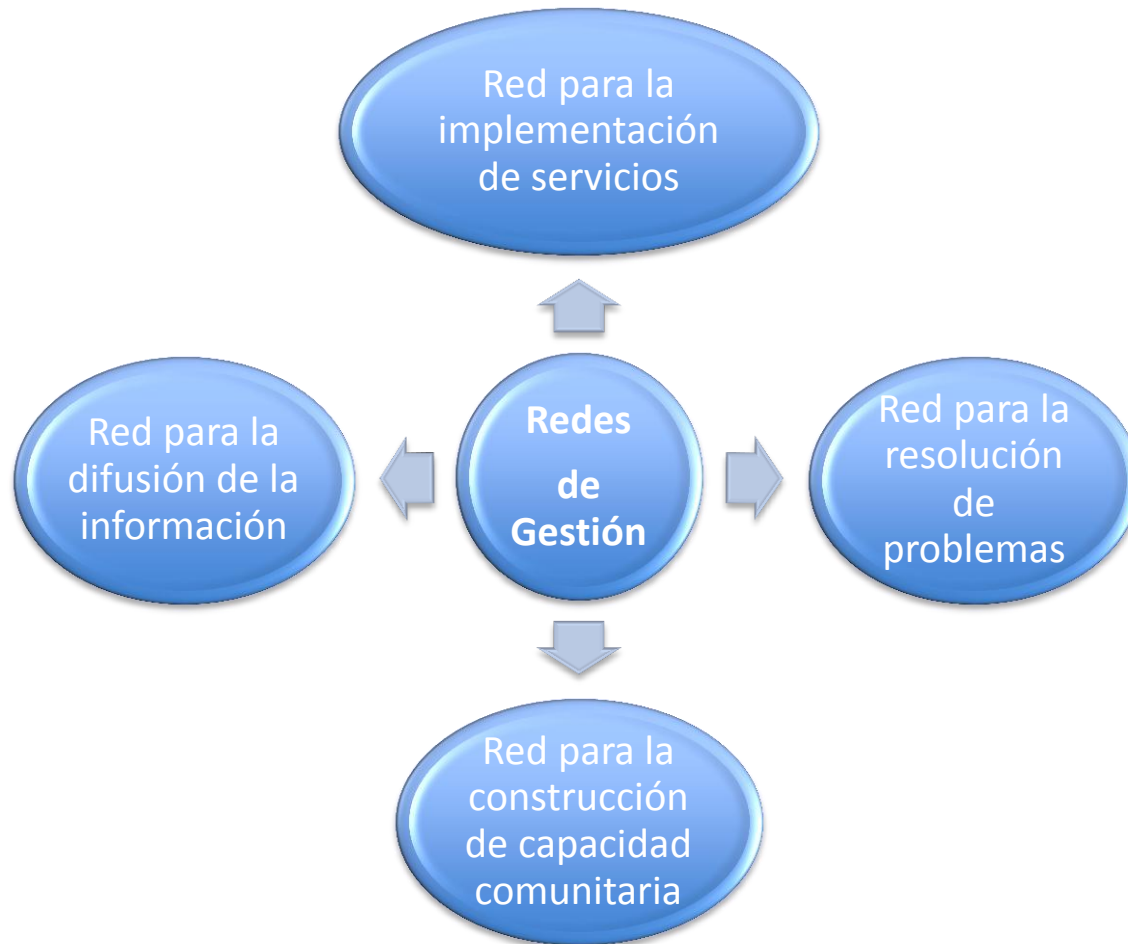 Red para la
implementación
de servicios
Red para la
difusión de la
información
Redes
de
Gestión
Red para la
resolución
de
problemas
Red para la
construcción
de capacidad
comunitaria